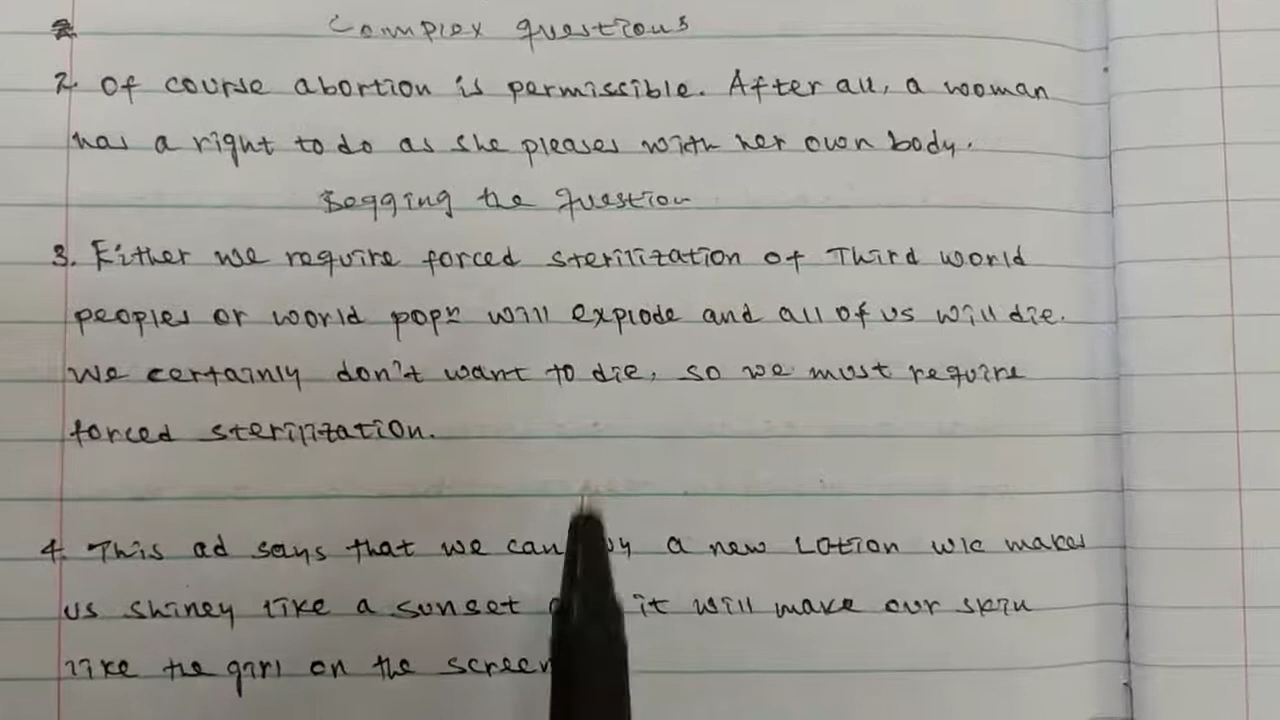 Complex questions
2. Of course abortion is permissible. After all, a wooman
has a right to do as she pleases with her own body.
Begging the question
3. Either we require forced sterilization of Third world
peoples or world popn will explode and all of us will die.
We certainly don't want to die, so we must require
forced sterilization.
4. This ad says that we can a new Lotion wic makes
us shiney like a sunset it will make our skin
like the girl on the screen